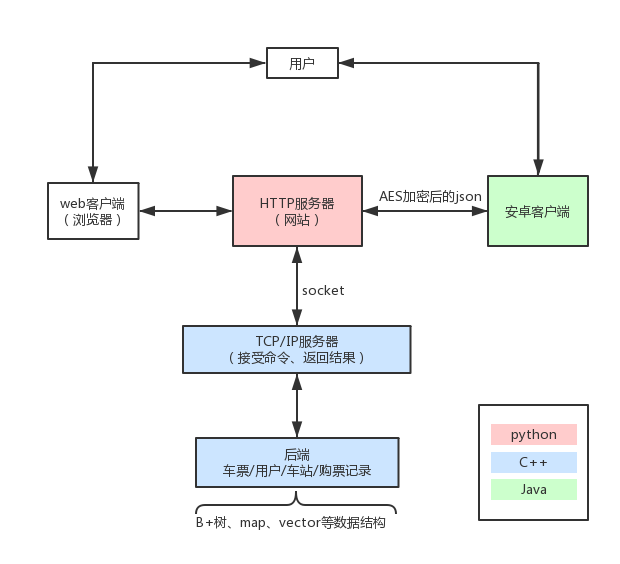 用户
web客户端
（浏览器）
HTTP服务器
（网站）
AES加密后的json
安卓客户端
socket
TCP/IP服务器
（接受命令、返回结果）
后端
车票/用户/车站/购票记录
B+树、map、vector等数据结构
python
C++
Java